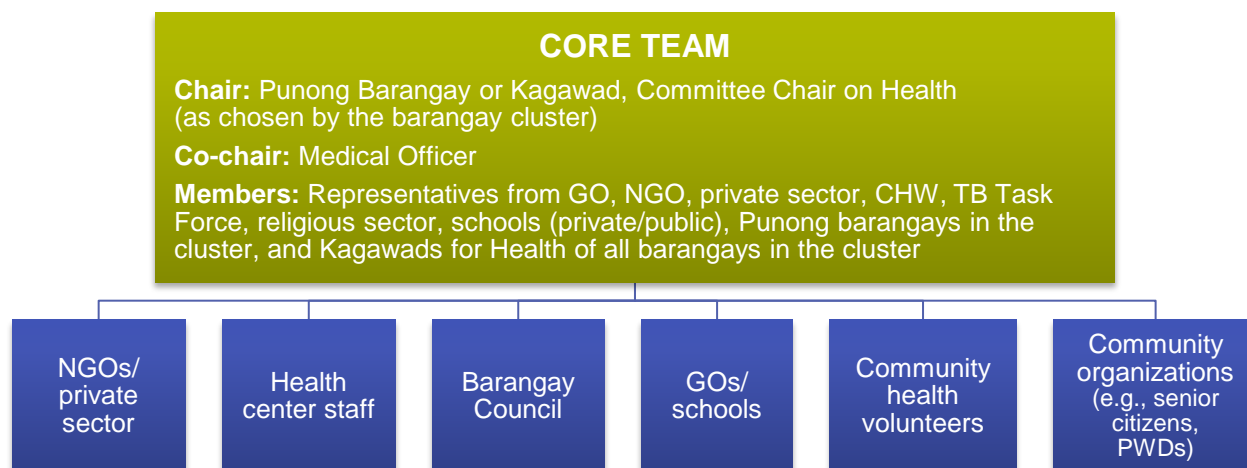 CORE TEAM
Chair: Punong Barangay or Kagawad, Committee Chair on Health
(as chosen by the barangay cluster)
Co-chair: Medical Officer
Members: Representatives from GO, NGO, private sector, CHW, TB Task
Force, religious sector, schools (private/public), Punong barangays in the
cluster, and Kagawads for Health of all barangays in the cluster
NGOs/
private
sector
Health
center staff
Barangay
Council
GOs/
schools
Community
health
volunteers
Community
organizations
(e.g., senior
citizens,
PWDs)